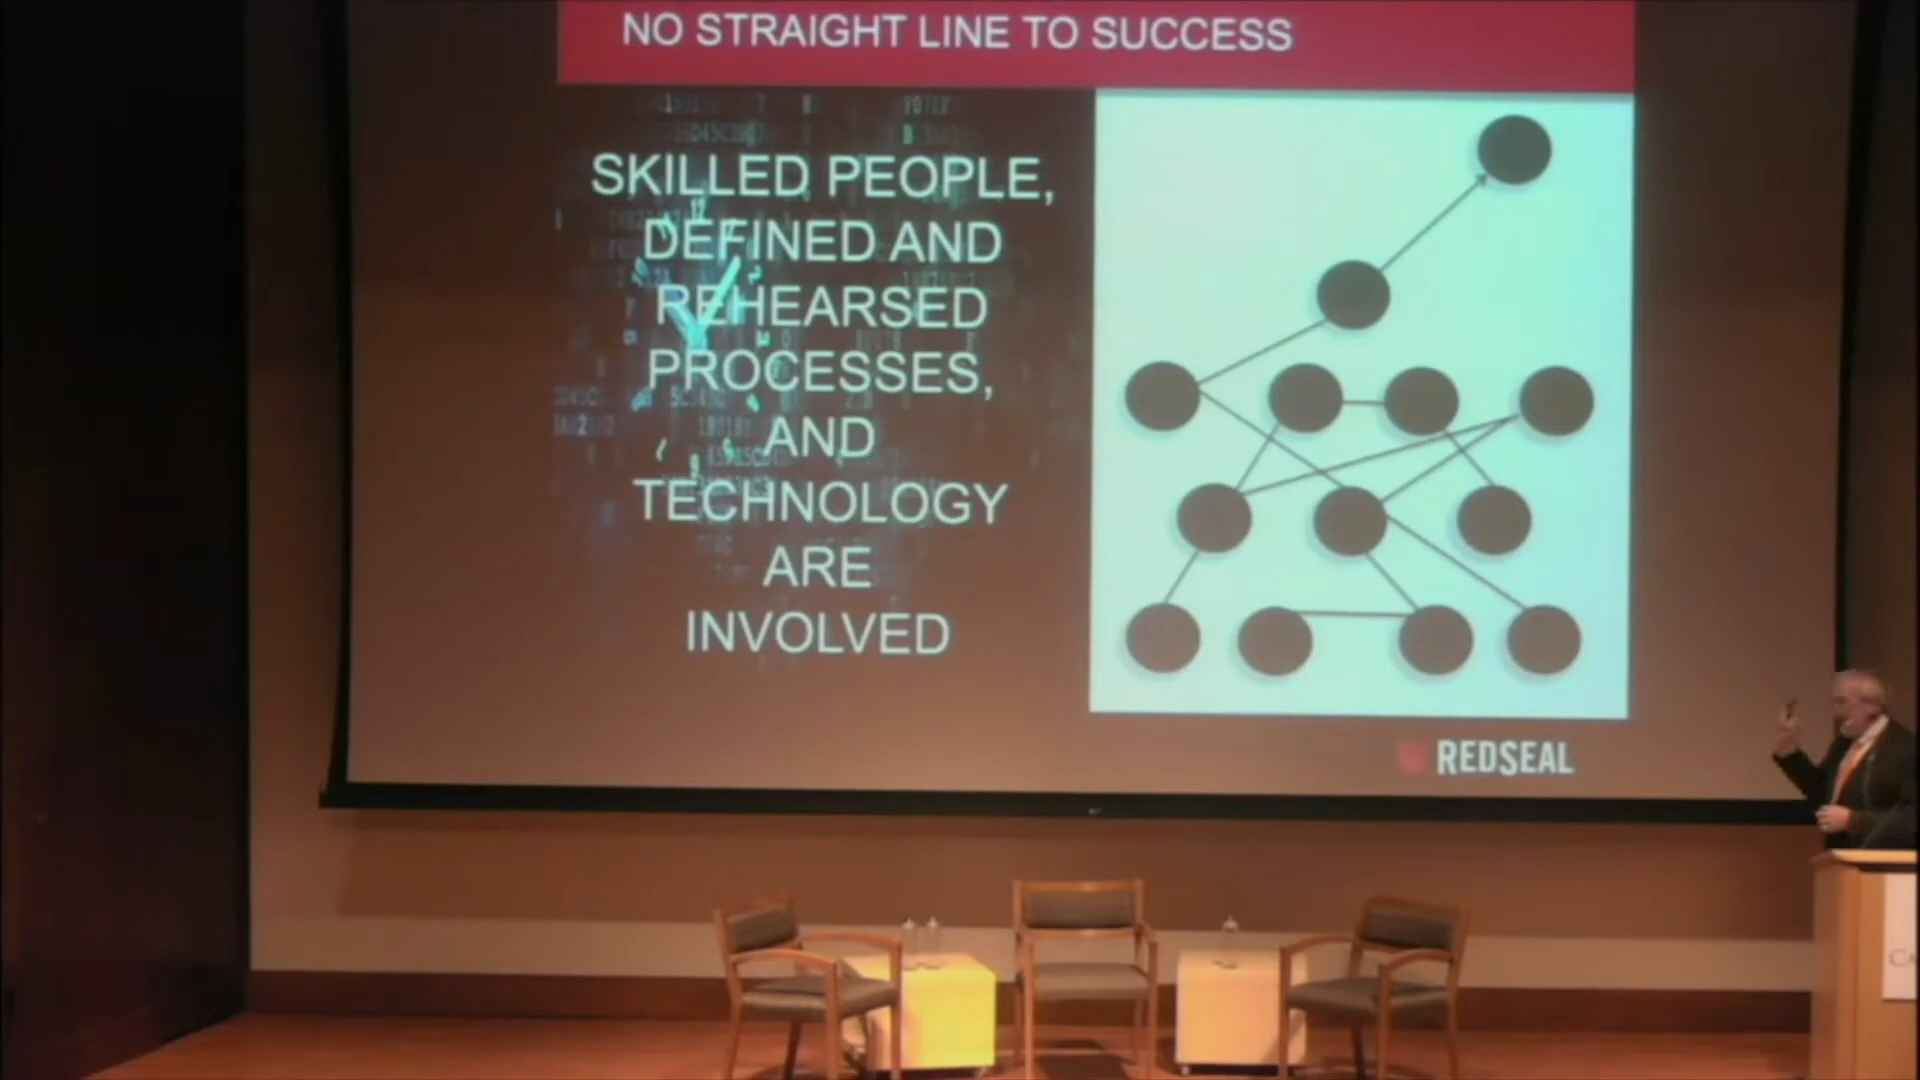 NO STRAIGHT LINE TO SUCCESS
SKILLED PEOPLE,
DEFINED AND
REHEARSED
PROCESSES,
AND
TECHNOLOGY
ARE
INVOLVED
REDSEAL